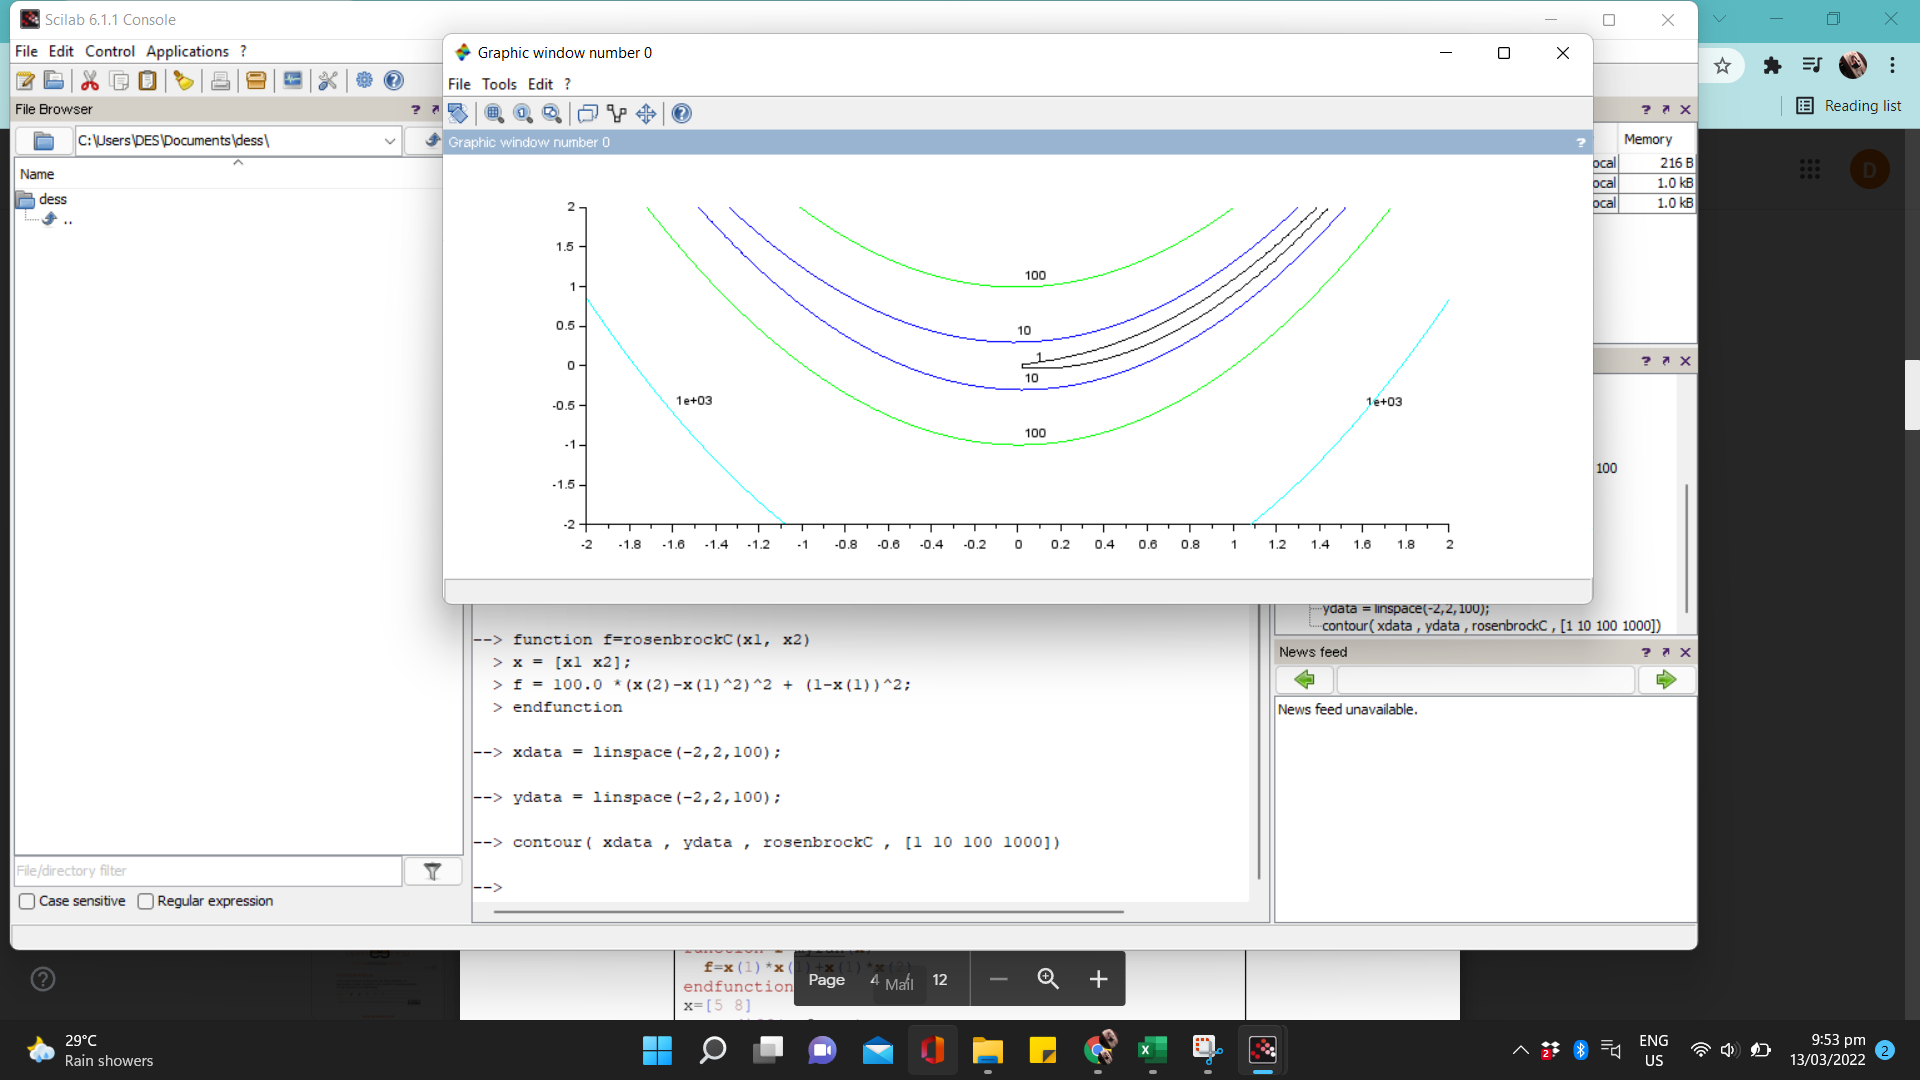 Scilab 6.1.1 Console
File Edit Control Applications ?
File Browser
C:\Users\DES\Documents\dess\
Name
dess
..
File/directory filter
Case sensitive Regular expression
Graphic window number 0
File Tools Edit ?
Graphic window number 0
2
1.5
1
0.5
0
-0.5
-1
-1.5
-2
-2 -1.8 -1.6 -1.4 -1.2 -1 -0.8 -0.6 -0.4 -0.2 0 0.2 0.4 0.6 0.8 1 1.2 1.4 1.6 1.8 2
100
10
1
10
1e+03 1e+03
100
--> function f=rosenbrockC(x1, x2)
> x = [x1 x2];
> f = 100.0 *(x(2)-x(1)^2)^2 + (1-x(1))^2;
> endfunction
--> xdata = linspace(-2,2,100);
--> ydata = linspace(-2,2,100);
--> contour( xdata , ydata , rosenbrockC , [1 10 100 1000])
-->
Memory
ocal 216 B
ocal 1.0 kB
ocal 1.0 kB
100
ydata = linspace(-2,2,100);
contour( xdata , ydata , rosenbrockC , [1 10 100 1000])
News feed
News feed unavailable.
Reading list
D
f=x(1)*x(
endfunction
x=[5 8]
Page 4 / 12
Mail
29°C
Rain showers
ENG
US
9:53 pm
13/03/2022
2
2